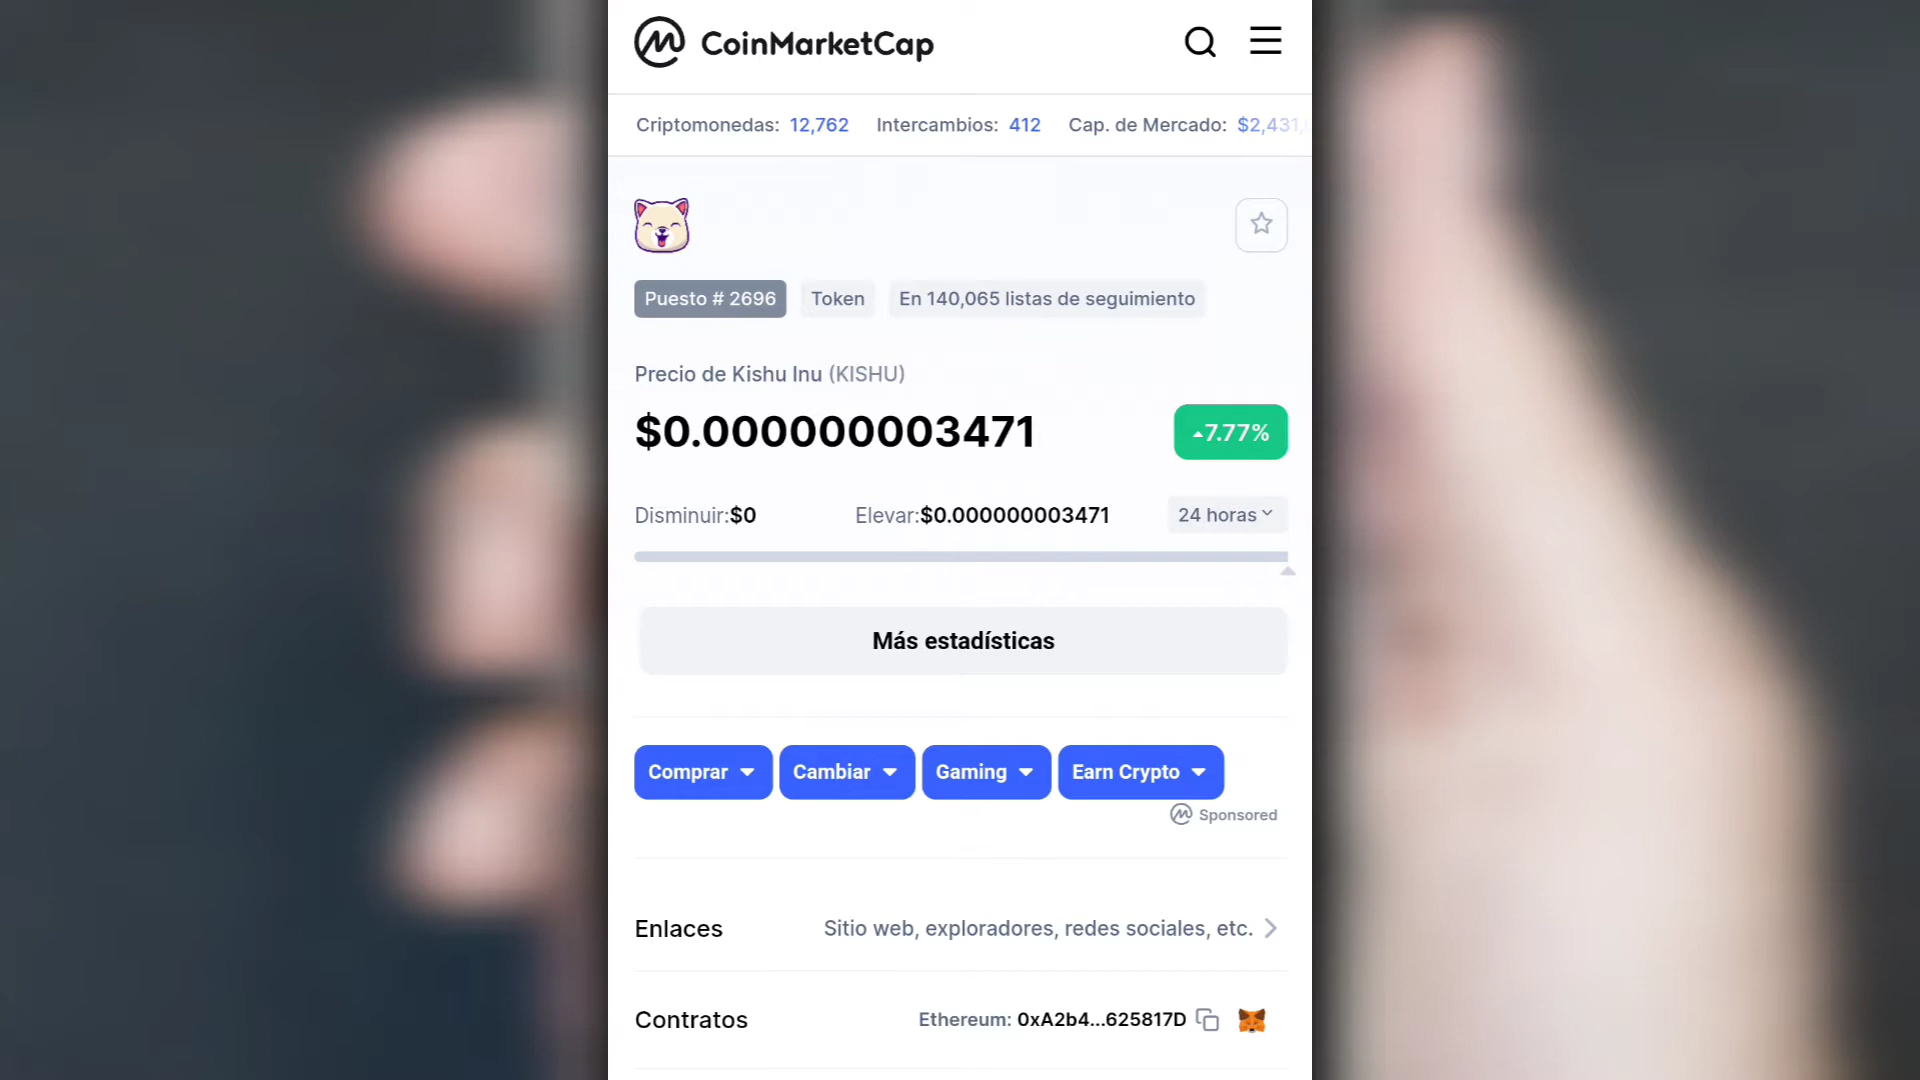 CoinMarketCap
Criptomonedas: 12,762 Intercambios: 412 Cap. de Mercado: $2,431,
Puesto # 2696 Token En 140,065 listas de seguimiento
Precio de Kishu Inu (KISHU)
$0.000000003471 7.77%
Disminuir:$0 Elevar:$0.000000003471 24 horas
Más estadísticas
Comprar Cambiar Gaming Earn Crypto
Sponsored
Enlaces Sitio web, exploradores, redes sociales, etc.
Contratos Ethereum: 0xA2b4...625817D